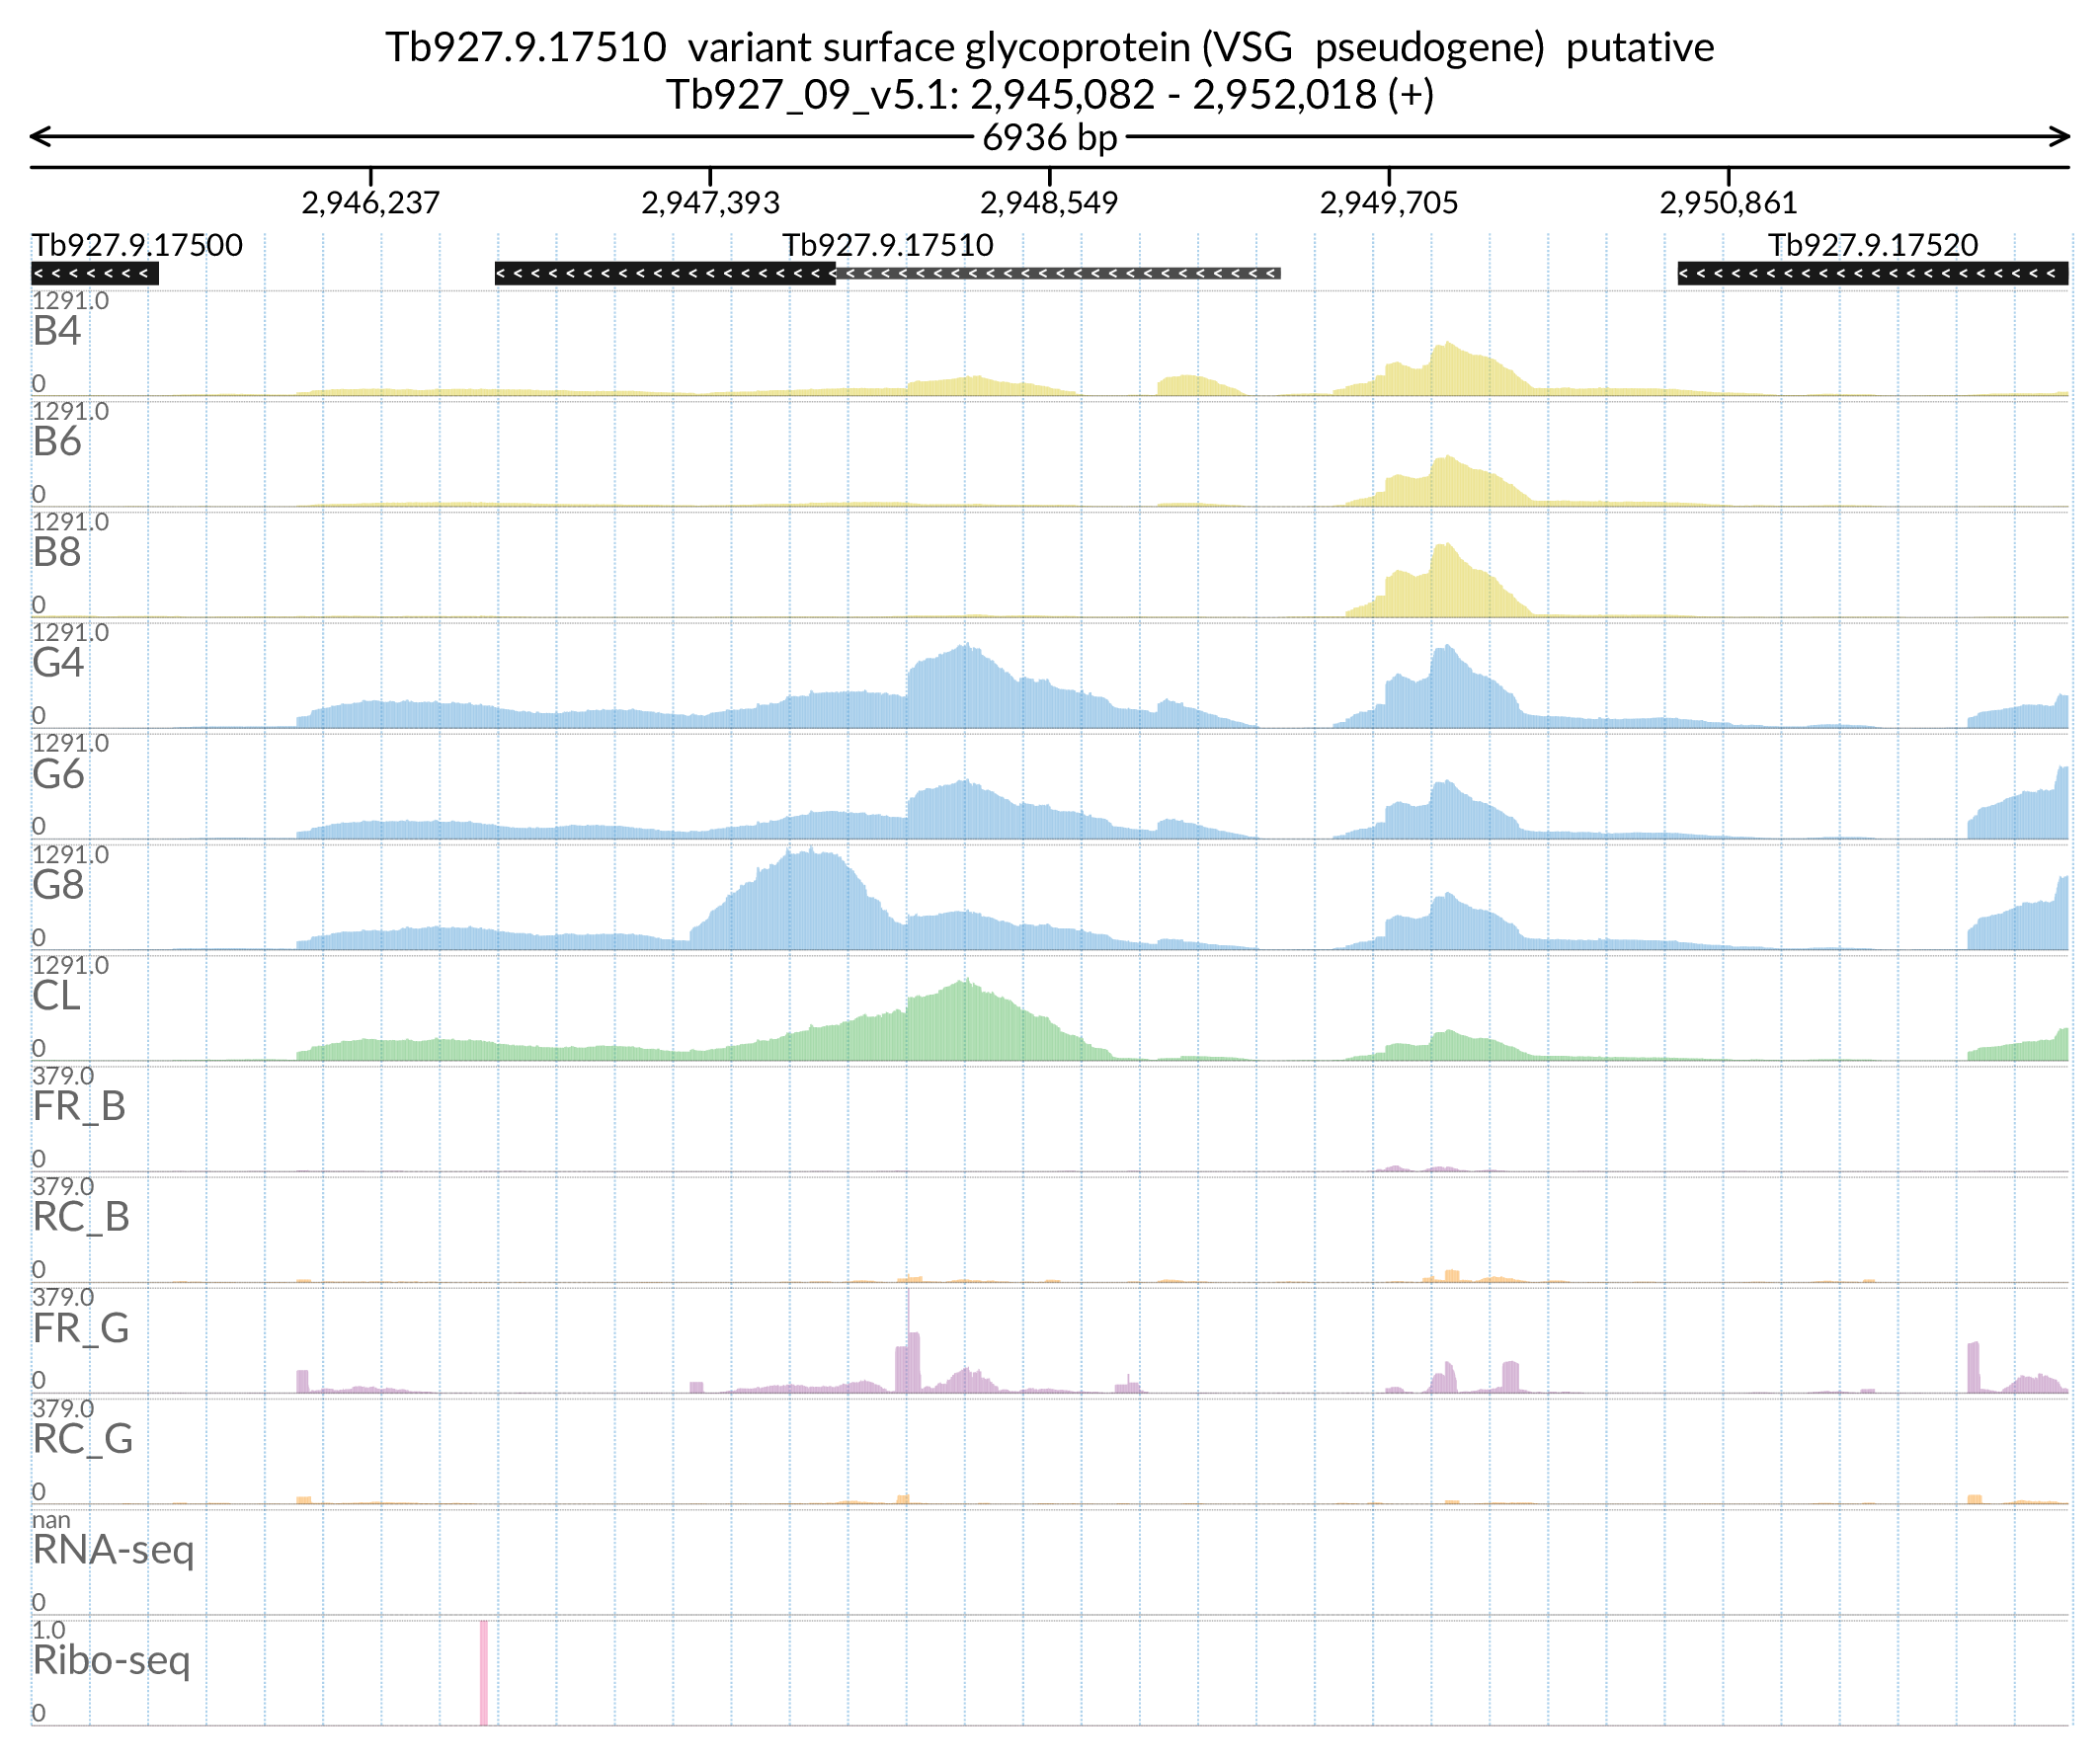 Tb927.9.17510  variant surface glycoprotein (VSG  pseudogene)  putative
Tb927_09_v5.1: 2,945,082 - 2,952,018 (+)
6936 bp
2,946,237 2,947,393 2,948,549 2,949,705 2,950,861
Tb927.9.17500 Tb927.9.17510 Tb927.9.17520
1291.0
B4
0
1291.0
B6
0
1291.0
B8
0
1291.0
G4
0
1291.0
G6
0
1291.0
G8
0
1291.0
CL
0
379.0
FR_B
0
379.0
RC_B
0
379.0
FR_G
0
379.0
RC_G
0
nan
RNA-seq
0
1.0
Ribo-seq
0